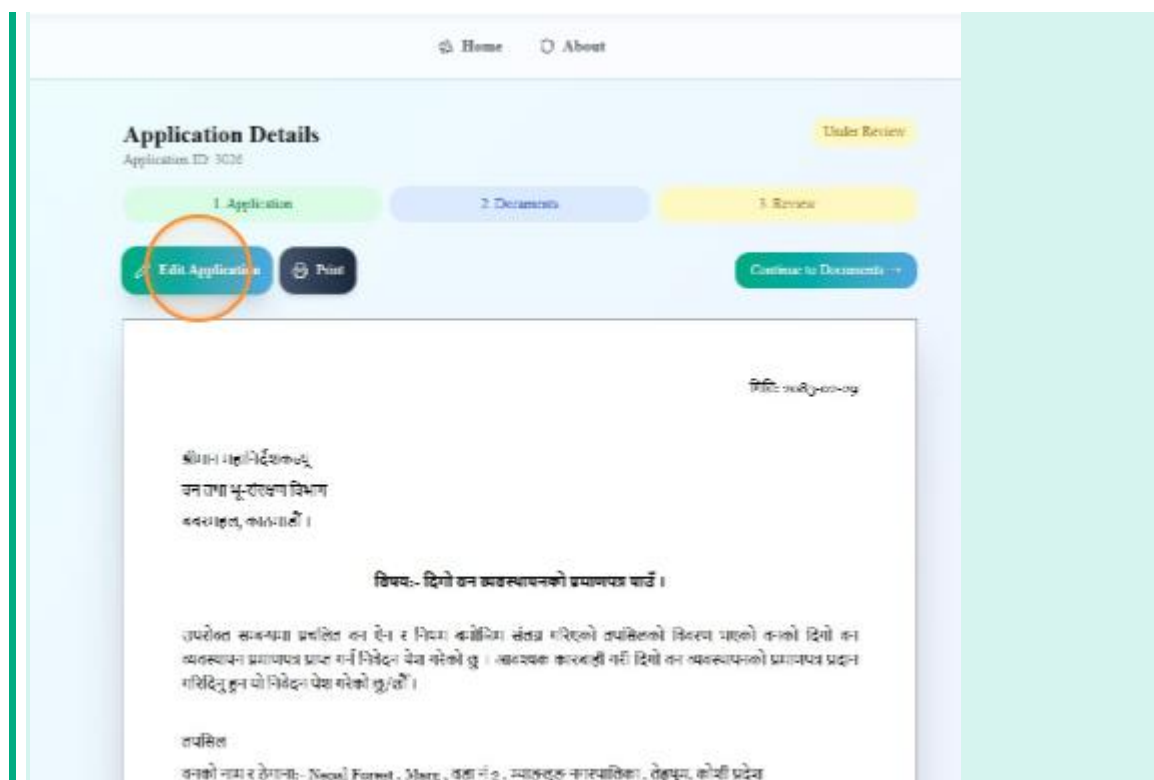 Home About
Application Details
Under Review
Application ID: 3026
1. Application 2. Documents 3. Review
Edit Application Print Continue to Documents →
मिति:
श्रीमान महानिर्देशकज्यू
वन तथा भू-संरक्षण विभाग
बबरमहल, काठमाडौँ ।
विषय:- दिगो वन व्यवस्थापनको प्रमाणपत्र पाउँ ।
उपरोक्त सम्बन्धमा प्रचलित वन ऐन र नियम बमोजिम संलग्न गरिएको तपसिलको विवरण भएको वनको दिगो वन
व्यवस्थापन प्रमाणपत्र प्राप्त गर्न निवेदन पेश गरेको छु । आवश्यक कारबाही गरी दिगो वन व्यवस्थापनको प्रमाणपत्र प्रदान
गरिदिनु हुन यो निवेदन पेश गरेको छु/छौँ ।
तपसिल
वनको नाम र ठेगाना:- Nepal Forest , Marg , वडा नं , नगरपालिका , तेह्रथुम, कोशी प्रदेश